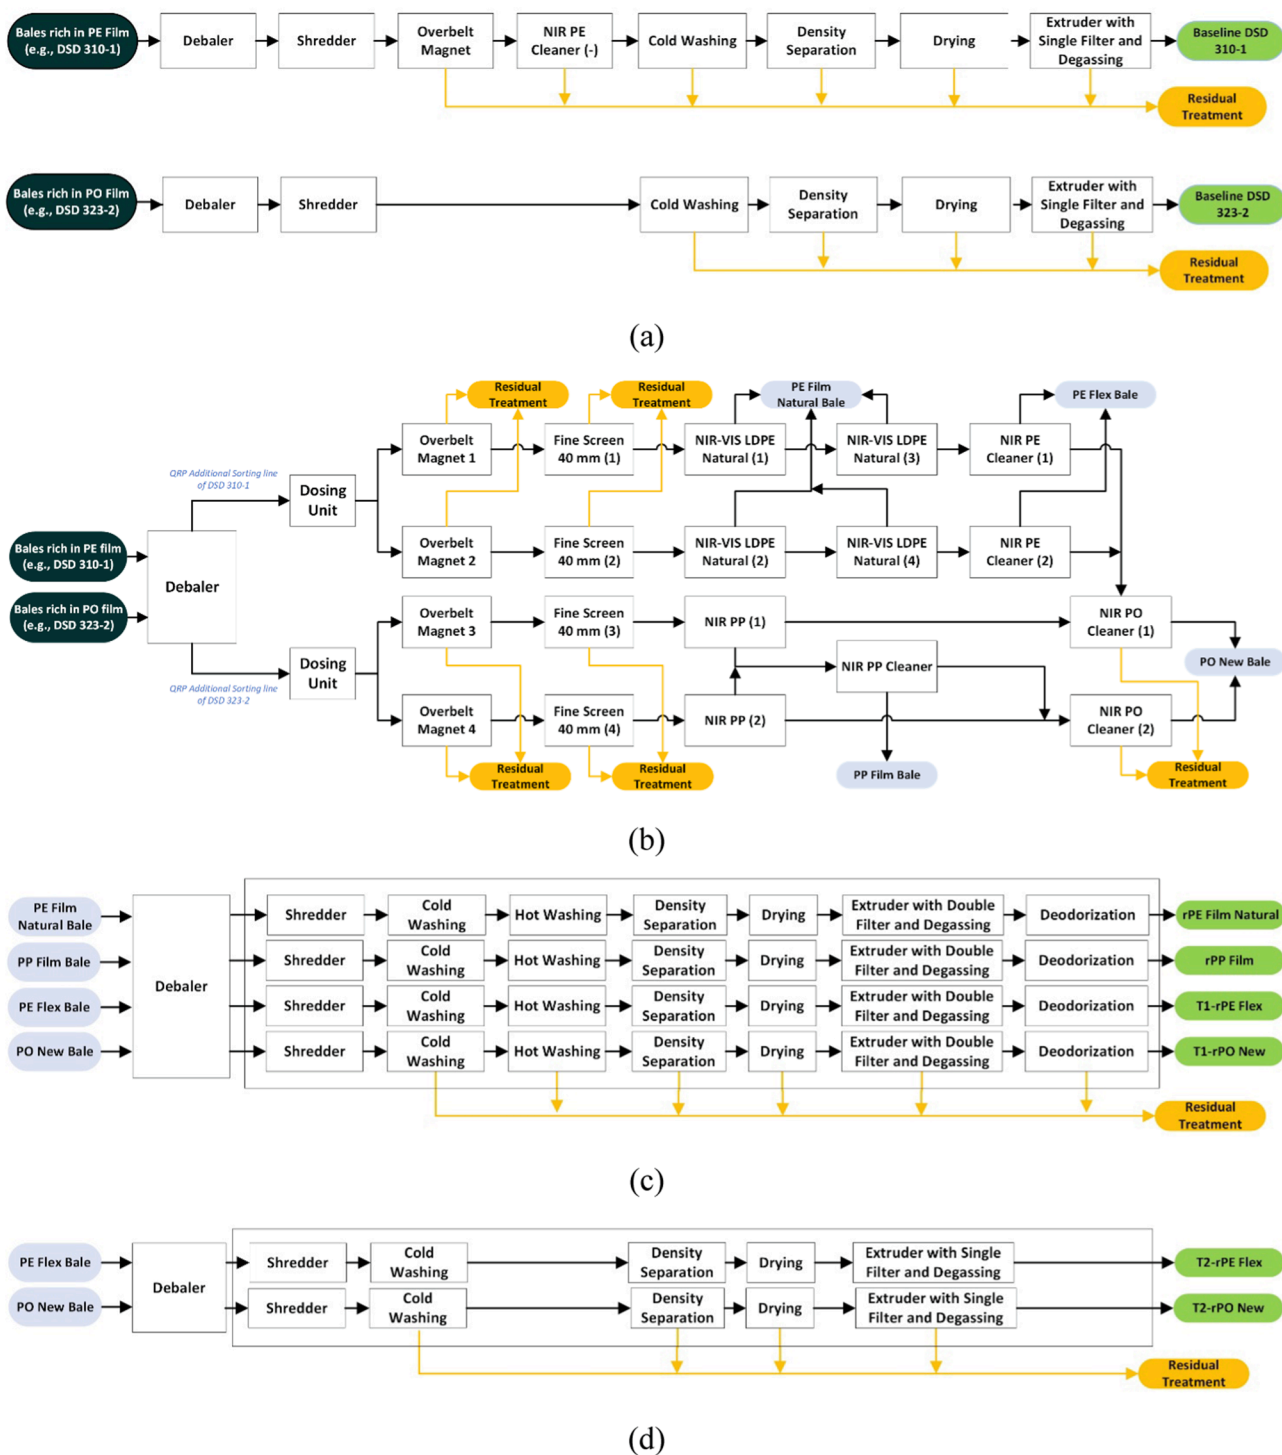 Bales rich in PE Film
(e.g., DSD 310-1)
Debaler
Shredder
Overbelt
Magnet
NIR PE
Cleaner (-)
Cold Washing
Density
Separation
Drying
Extruder with
Single Filter and
Degassing
Baseline DSD
310-1
Residual
Treatment
Bales rich in PO Film
(e.g., DSD 323-2)
Debaler
Shredder
Cold Washing
Density
Separation
Drying
Extruder with
Single Filter and
Degassing
Baseline DSD
323-2
Residual
Treatment
(a)
Residual
Treatment
Residual
Treatment
PE Film
Natural Bale
PE Flex Bale
Overbelt
Magnet 1
Fine Screen
40 mm (1)
NIR-VIS LDPE
Natural (1)
NIR-VIS LDPE
Natural (3)
NIR PE
Cleaner (1)
QRP Additional Sorting line
of DSD 310-1
Dosing
Unit
Bales rich in PE film
(e.g., DSD 310-1)
Overbelt
Magnet 2
Fine Screen
40 mm (2)
NIR-VIS LDPE
Natural (2)
NIR-VIS LDPE
Natural (4)
NIR PE
Cleaner (2)
Debaler
Bales rich in PO film
(e.g., DSD 323-2)
Overbelt
Magnet 3
Fine Screen
40 mm (3)
NIR PP (1)
NIR PO
Cleaner (1)
QRP Additional Sorting line
of DSD 323-2
Dosing
Unit
NIR PP Cleaner
PO New Bale
Overbelt
Magnet 4
Fine Screen
40 mm (4)
NIR PP (2)
NIR PO
Cleaner (2)
Residual
Treatment
Residual
Treatment
PP Film Bale
Residual
Treatment
(b)
PE Film
Natural Bale
PP Film Bale
PE Flex Bale
PO New Bale
Debaler
Shredder
Cold
Washing
Hot Washing
Density
Separation
Drying
Extruder with Double
Filter and Degassing
Deodorization
rPE Film Natural
Shredder
Cold
Washing
Hot Washing
Density
Separation
Drying
Extruder with Double
Filter and Degassing
Deodorization
rPP Film
Shredder
Cold
Washing
Hot Washing
Density
Separation
Drying
Extruder with Double
Filter and Degassing
Deodorization
T1-rPE Flex
Shredder
Cold
Washing
Hot Washing
Density
Separation
Drying
Extruder with Double
Filter and Degassing
Deodorization
T1-rPO New
Residual
Treatment
(c)
PE Flex Bale
PO New Bale
Debaler
Shredder
Cold
Washing
Density
Separation
Drying
Extruder with Single
Filter and Degassing
T2-rPE Flex
Shredder
Cold
Washing
Density
Separation
Drying
Extruder with Single
Filter and Degassing
T2-rPO New
Residual
Treatment
(d)